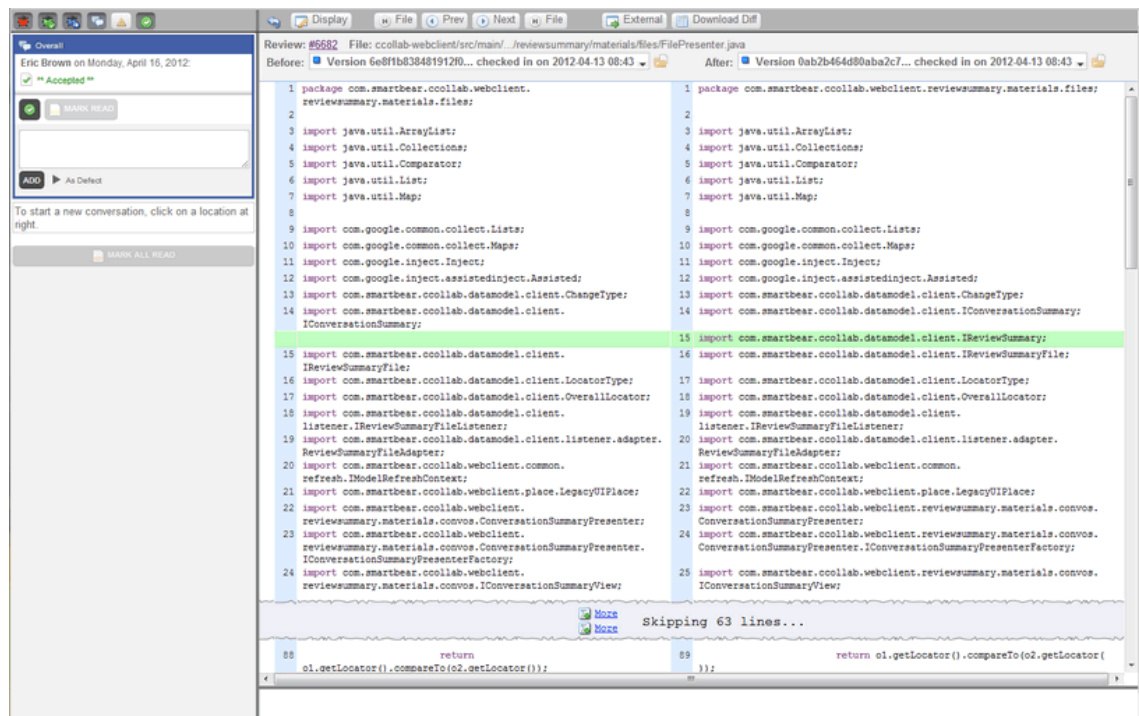 Display File Prev Next File External Download Diff
Overall
Eric Brown on Monday, April 16, 2012:
** Accepted **
MARK READ
ADD As Defect
To start a new conversation, click on a location at
right.
MARK ALL READ
Review: #6682 File: ccollab-webclient/src/main/.../reviewsummary/materials/files/FilePresenter.java
Before: Version 6e8f1b838481912f0... checked in on 2012-04-13 08:43 After: Version 0ab2b464d80aba2c7... checked in on 2012-04-13 08:43
1 package com.smartbear.ccollab.webclient.
reviewsummary.materials.files;
2
3 import java.util.ArrayList;
4 import java.util.Collections;
5 import java.util.Comparator;
6 import java.util.List;
7 import java.util.Map;
8
9 import com.google.common.collect.Lists;
10 import com.google.common.collect.Maps;
11 import com.google.inject.Inject;
12 import com.google.inject.assistedinject.Assisted;
13 import com.smartbear.ccollab.datamodel.client.ChangeType;
14 import com.smartbear.ccollab.datamodel.client.
IConversationSummary;
15 import com.smartbear.ccollab.datamodel.client.
IReviewSummaryFile;
16 import com.smartbear.ccollab.datamodel.client.LocatorType;
17 import com.smartbear.ccollab.datamodel.client.OverallLocator;
18 import com.smartbear.ccollab.datamodel.client.
listener.IReviewSummaryFileListener;
19 import com.smartbear.ccollab.datamodel.client.listener.adapter.
ReviewSummaryFileAdapter;
20 import com.smartbear.ccollab.webclient.common.
refresh.IModelRefreshContext;
21 import com.smartbear.ccollab.webclient.place.LegacyUIPlace;
22 import com.smartbear.ccollab.webclient.
reviewsummary.materials.convos.ConversationSummaryPresenter;
23 import com.smartbear.ccollab.webclient.
reviewsummary.materials.convos.ConversationSummaryPresenter.
IConversationSummaryPresenterFactory;
24 import com.smartbear.ccollab.webclient.
reviewsummary.materials.convos.IConversationSummaryView;
1 package com.smartbear.ccollab.webclient.reviewsummary.materials.files;
2
3 import java.util.ArrayList;
4 import java.util.Collections;
5 import java.util.Comparator;
6 import java.util.List;
7 import java.util.Map;
8
9 import com.google.common.collect.Lists;
10 import com.google.common.collect.Maps;
11 import com.google.inject.Inject;
12 import com.google.inject.assistedinject.Assisted;
13 import com.smartbear.ccollab.datamodel.client.ChangeType;
14 import com.smartbear.ccollab.datamodel.client.IConversationSummary;
15 import com.smartbear.ccollab.datamodel.client.IReviewSummary;
16 import com.smartbear.ccollab.datamodel.client.IReviewSummaryFile;
17 import com.smartbear.ccollab.datamodel.client.LocatorType;
18 import com.smartbear.ccollab.datamodel.client.OverallLocator;
19 import com.smartbear.ccollab.datamodel.client.
listener.IReviewSummaryFileListener;
20 import com.smartbear.ccollab.datamodel.client.listener.adapter.
ReviewSummaryFileAdapter;
21 import com.smartbear.ccollab.webclient.common.
refresh.IModelRefreshContext;
22 import com.smartbear.ccollab.webclient.place.LegacyUIPlace;
23 import com.smartbear.ccollab.webclient.reviewsummary.materials.convos.
ConversationSummaryPresenter;
24 import com.smartbear.ccollab.webclient.reviewsummary.materials.convos.
ConversationSummaryPresenter.IConversationSummaryPresenterFactory;
25 import com.smartbear.ccollab.webclient.reviewsummary.materials.convos.
IConversationSummaryView;
More
More
Skipping 63 lines...
88 return
o1.getLocator().compareTo(o2.getLocator());
89 return o1.getLocator().compareTo(o2.getLocator(
));